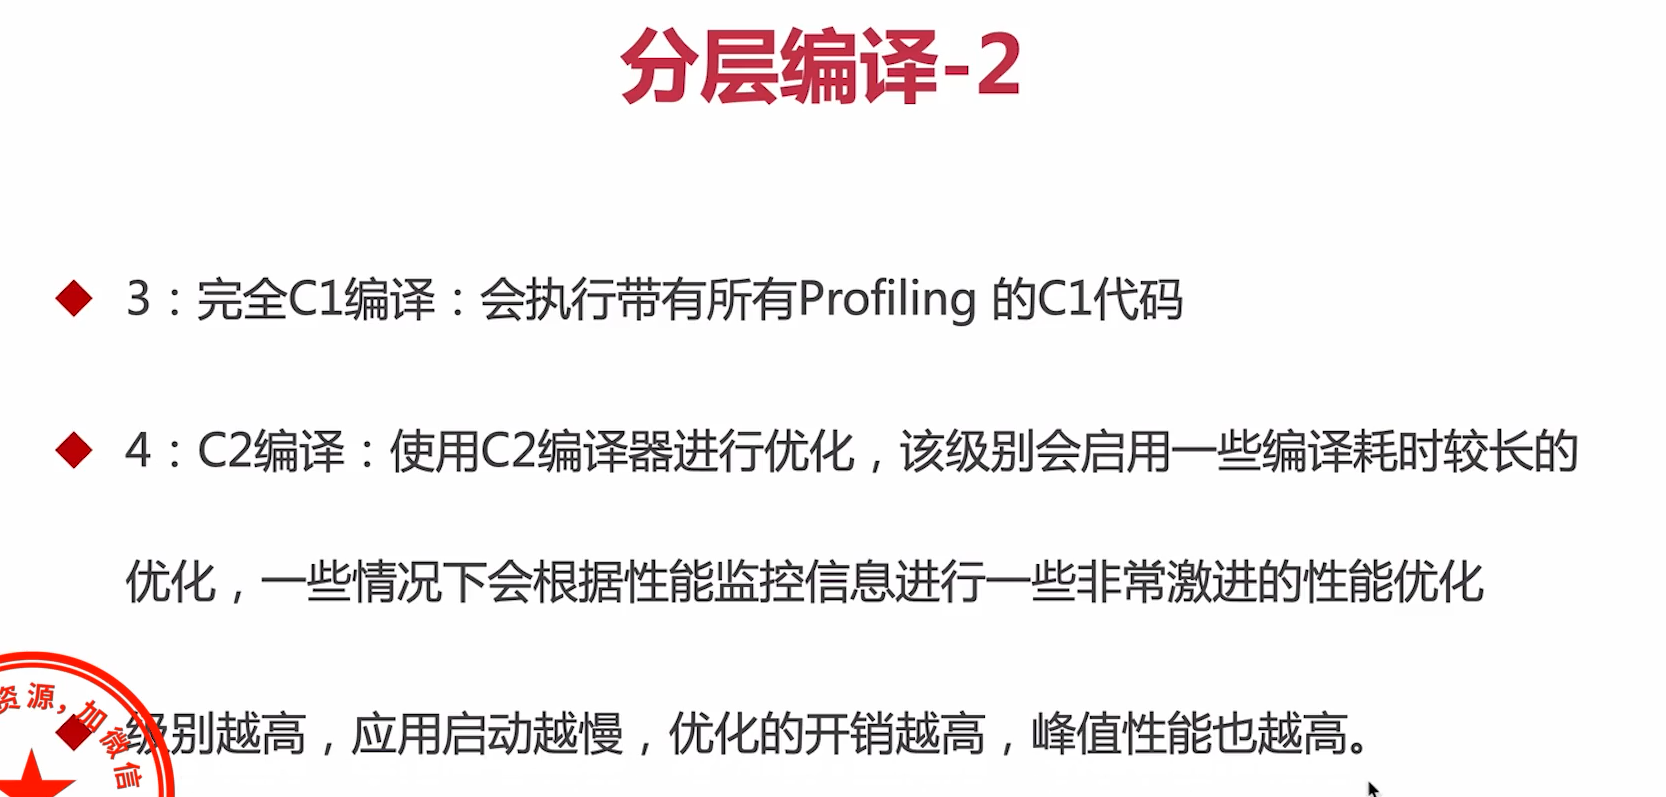 分层编译-2
3：完全C1编译：会执行带有所有Profiling 的C1代码
4：C2编译：使用C2编译器进行优化，该级别会启用一些编译耗时较长的
优化，一些情况下会根据性能监控信息进行一些非常激进的性能优化
级别越高，应用启动越慢，优化的开销越高，峰值性能也越高。
资源,加微信